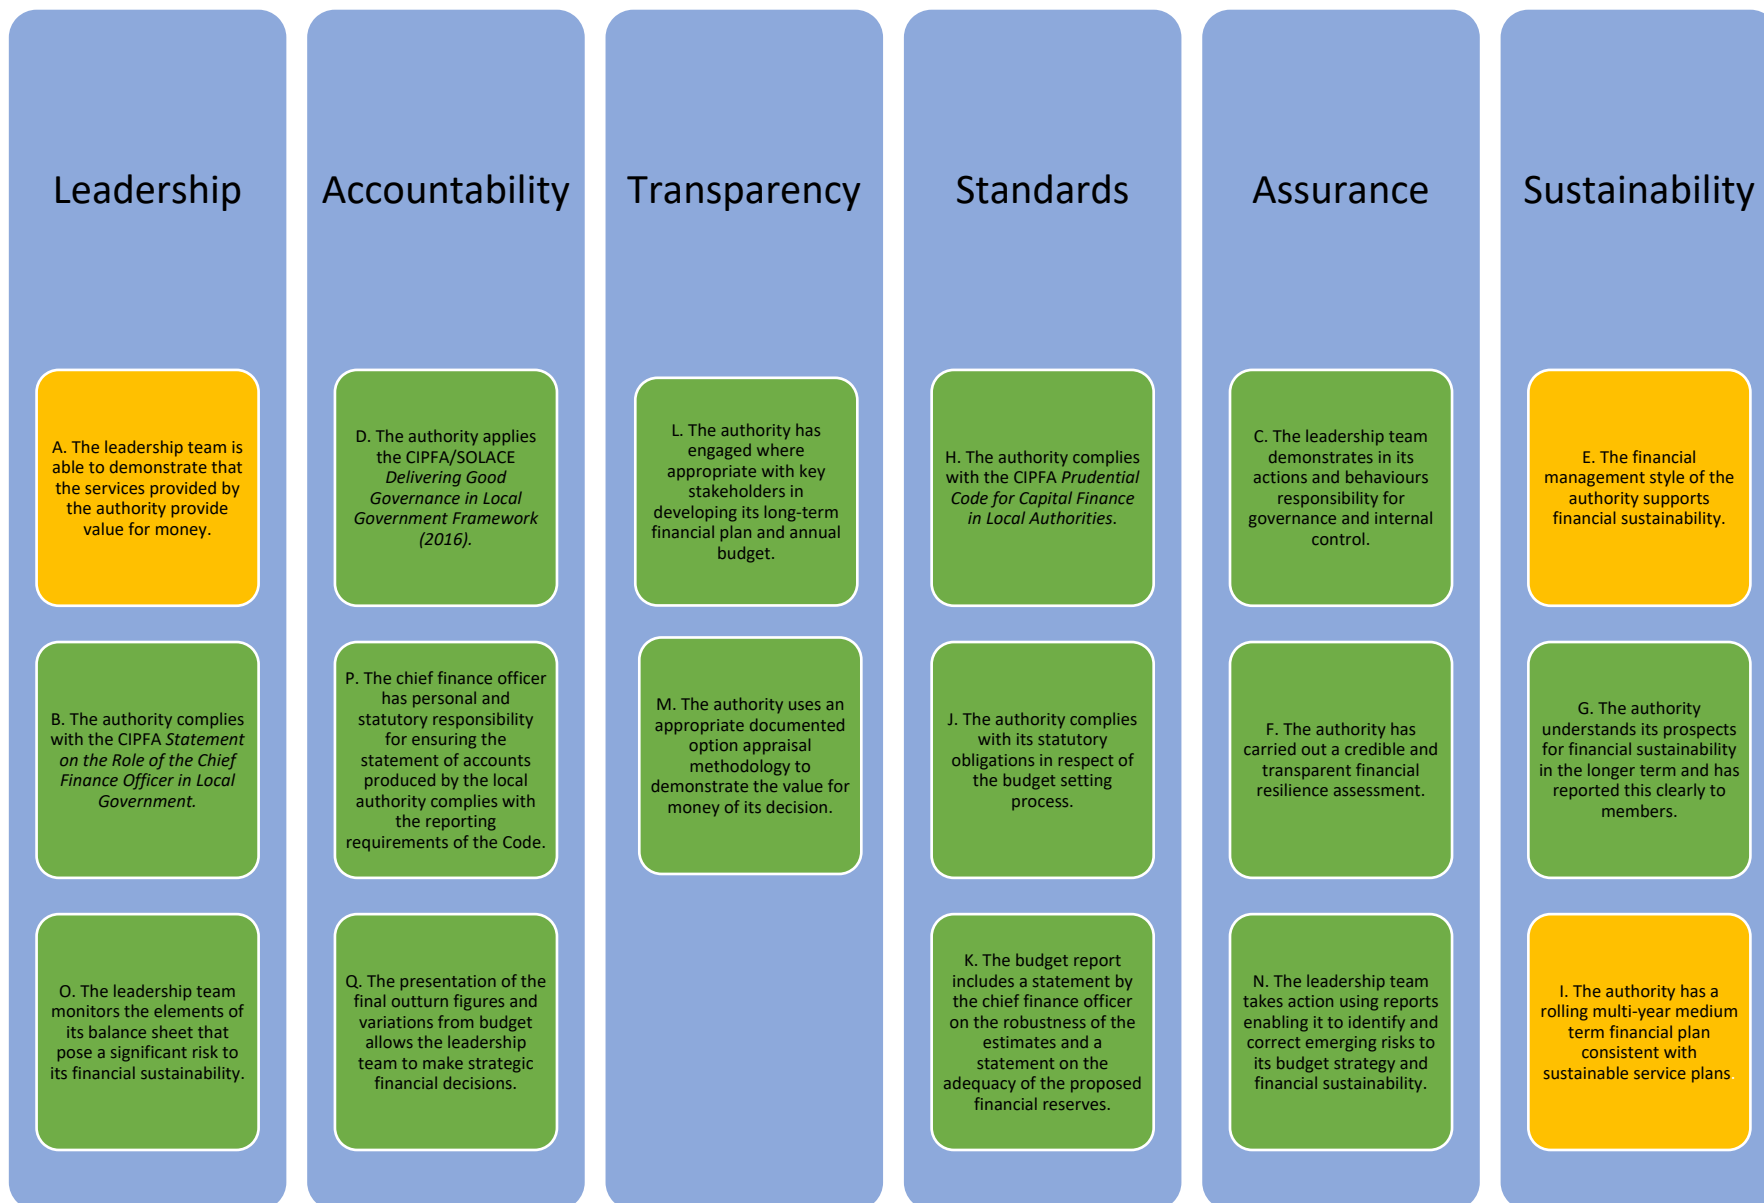 Leadership
A. The leadership team is
able to demonstrate that
the services provided by
the authority provide
value for money.
B. The authority complies
with the CIPFA Statement
on the Role of the Chief
Finance Officer in Local
Government.
O. The leadership team
monitors the elements of
its balance sheet that
pose a significant risk to
its financial sustainability.
Accountability
D. The authority applies
the CIPFA/SOLACE
Delivering Good
Governance in Local
Government Framework
(2016).
P. The chief finance officer
has personal and
statutory responsibility
for ensuring the
statement of accounts
produced by the local
authority complies with
the reporting
requirements of the Code.
Q. The presentation of the
final outturn figures and
variations from budget
allows the leadership
team to make strategic
financial decisions.
Transparency
L. The authority has
engaged where
appropriate with key
stakeholders in
developing its long-term
financial plan and annual
budget.
M. The authority uses an
appropriate documented
option appraisal
methodology to
demonstrate the value for
money of its decision.
Standards
H. The authority complies
with the CIPFA Prudential
Code for Capital Finance
in Local Authorities.
J. The authority complies
with its statutory
obligations in respect of
the budget setting
process.
K. The budget report
includes a statement by
the chief finance officer
on the robustness of the
estimates and a
statement on the
adequacy of the proposed
financial reserves.
Assurance
C. The leadership team
demonstrates in its
actions and behaviours
responsibility for
governance and internal
control.
F. The authority has
carried out a credible and
transparent financial
resilience assessment.
N. The leadership team
takes action using reports
enabling it to identify and
correct emerging risks to
its budget strategy and
financial sustainability.
Sustainability
E. The financial
management style of the
authority supports
financial sustainability.
G. The authority
understands its prospects
for financial sustainability
in the longer term and has
reported this clearly to
members.
I. The authority has a
rolling multi-year medium
term financial plan
consistent with
sustainable service plans.